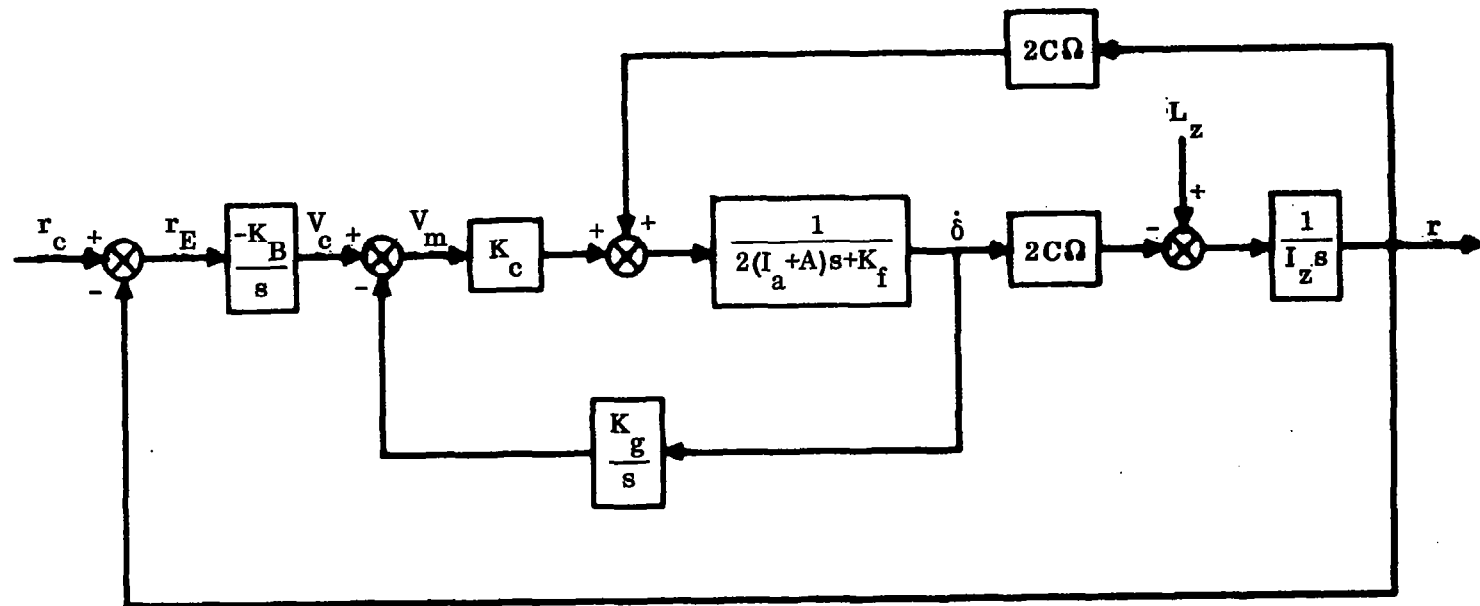 2CΩ
L_z
+
r_c
+
-
r_E
-K_B
s
V_c
+
-
V_m
K_c
+
+
1
2(I_a+A)s+K_f
δ̇
2CΩ
-
+
1
I_z s
r
K_g
s